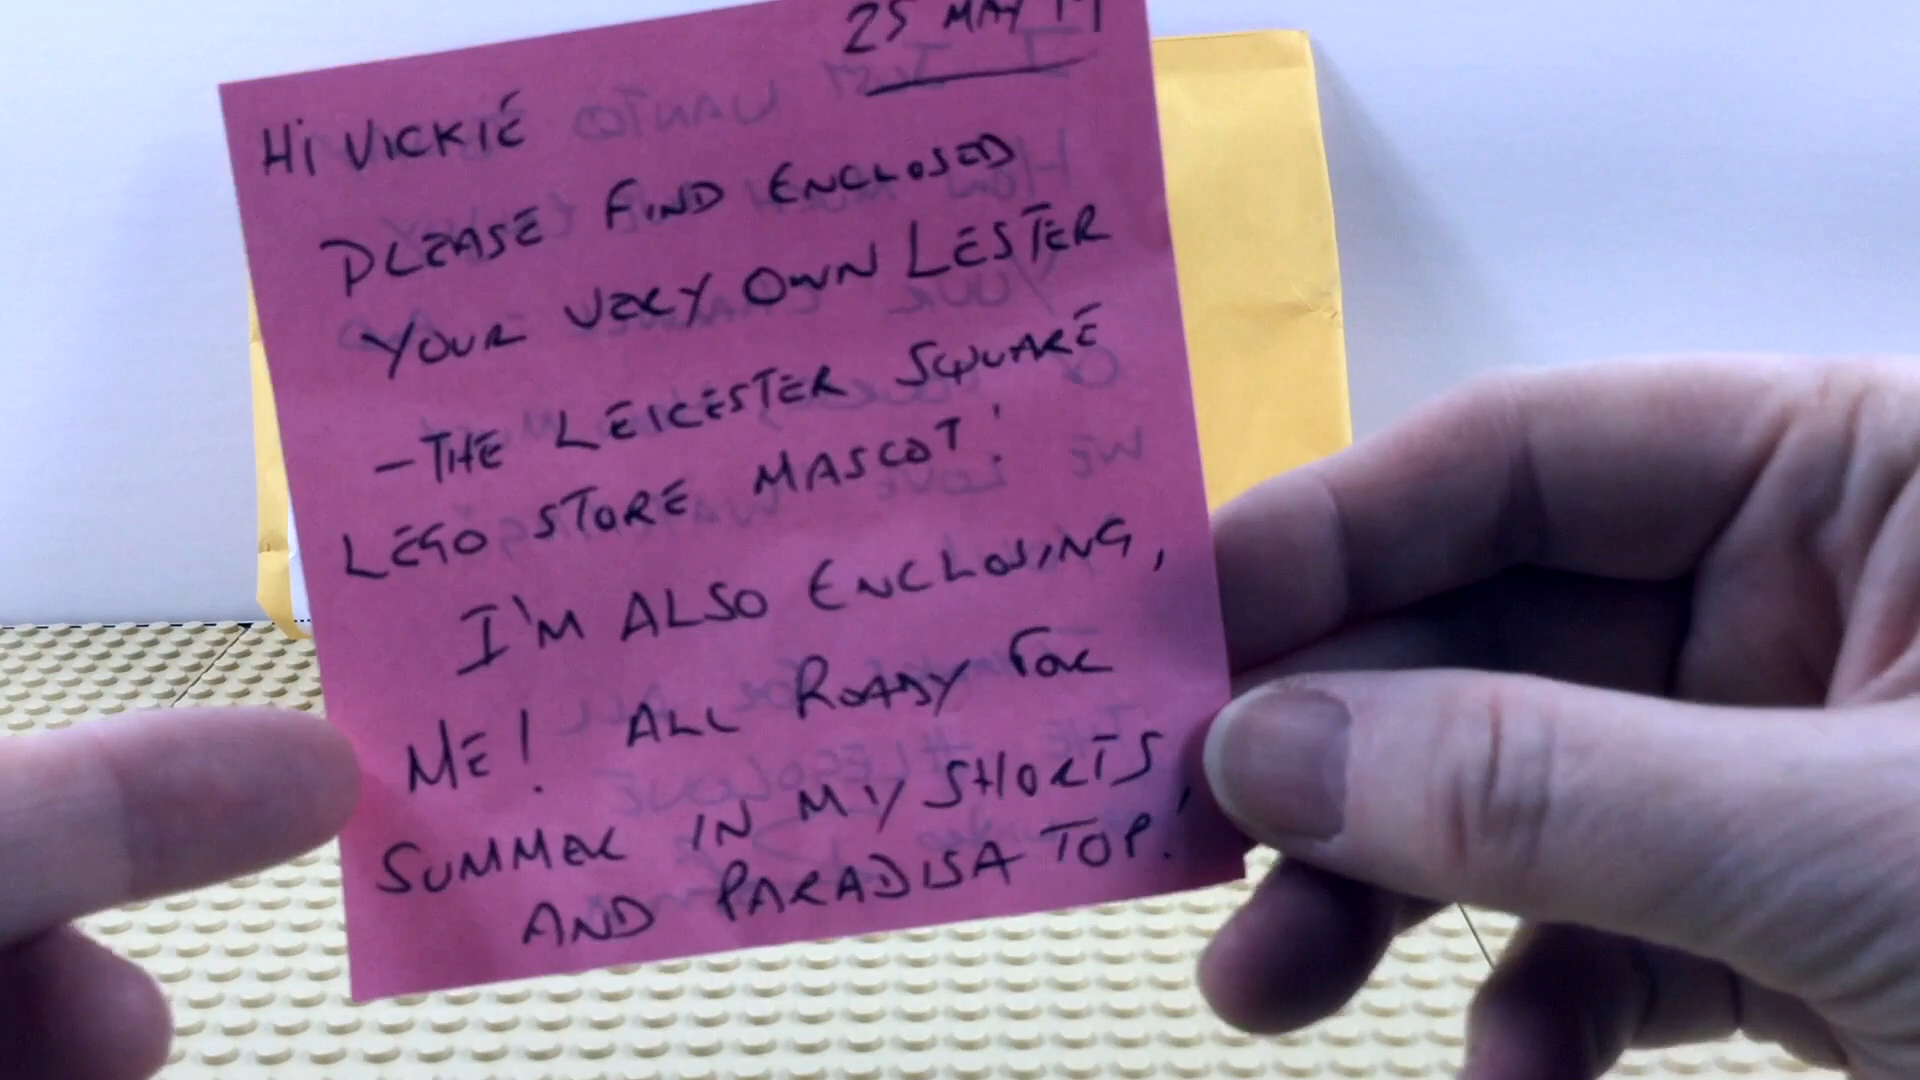 25 MAY 17
Hi VICKIE
PLEASE FIND ENCLOSED
YOUR VERY OWN LESTER
- THE LEICESTER SQUARE
LEGO STORE MASCOT!
I'M ALSO ENCLOSING,
ME! ALL READY FOR
SUMMER IN MY SHORTS,
AND PARADISA TOP!